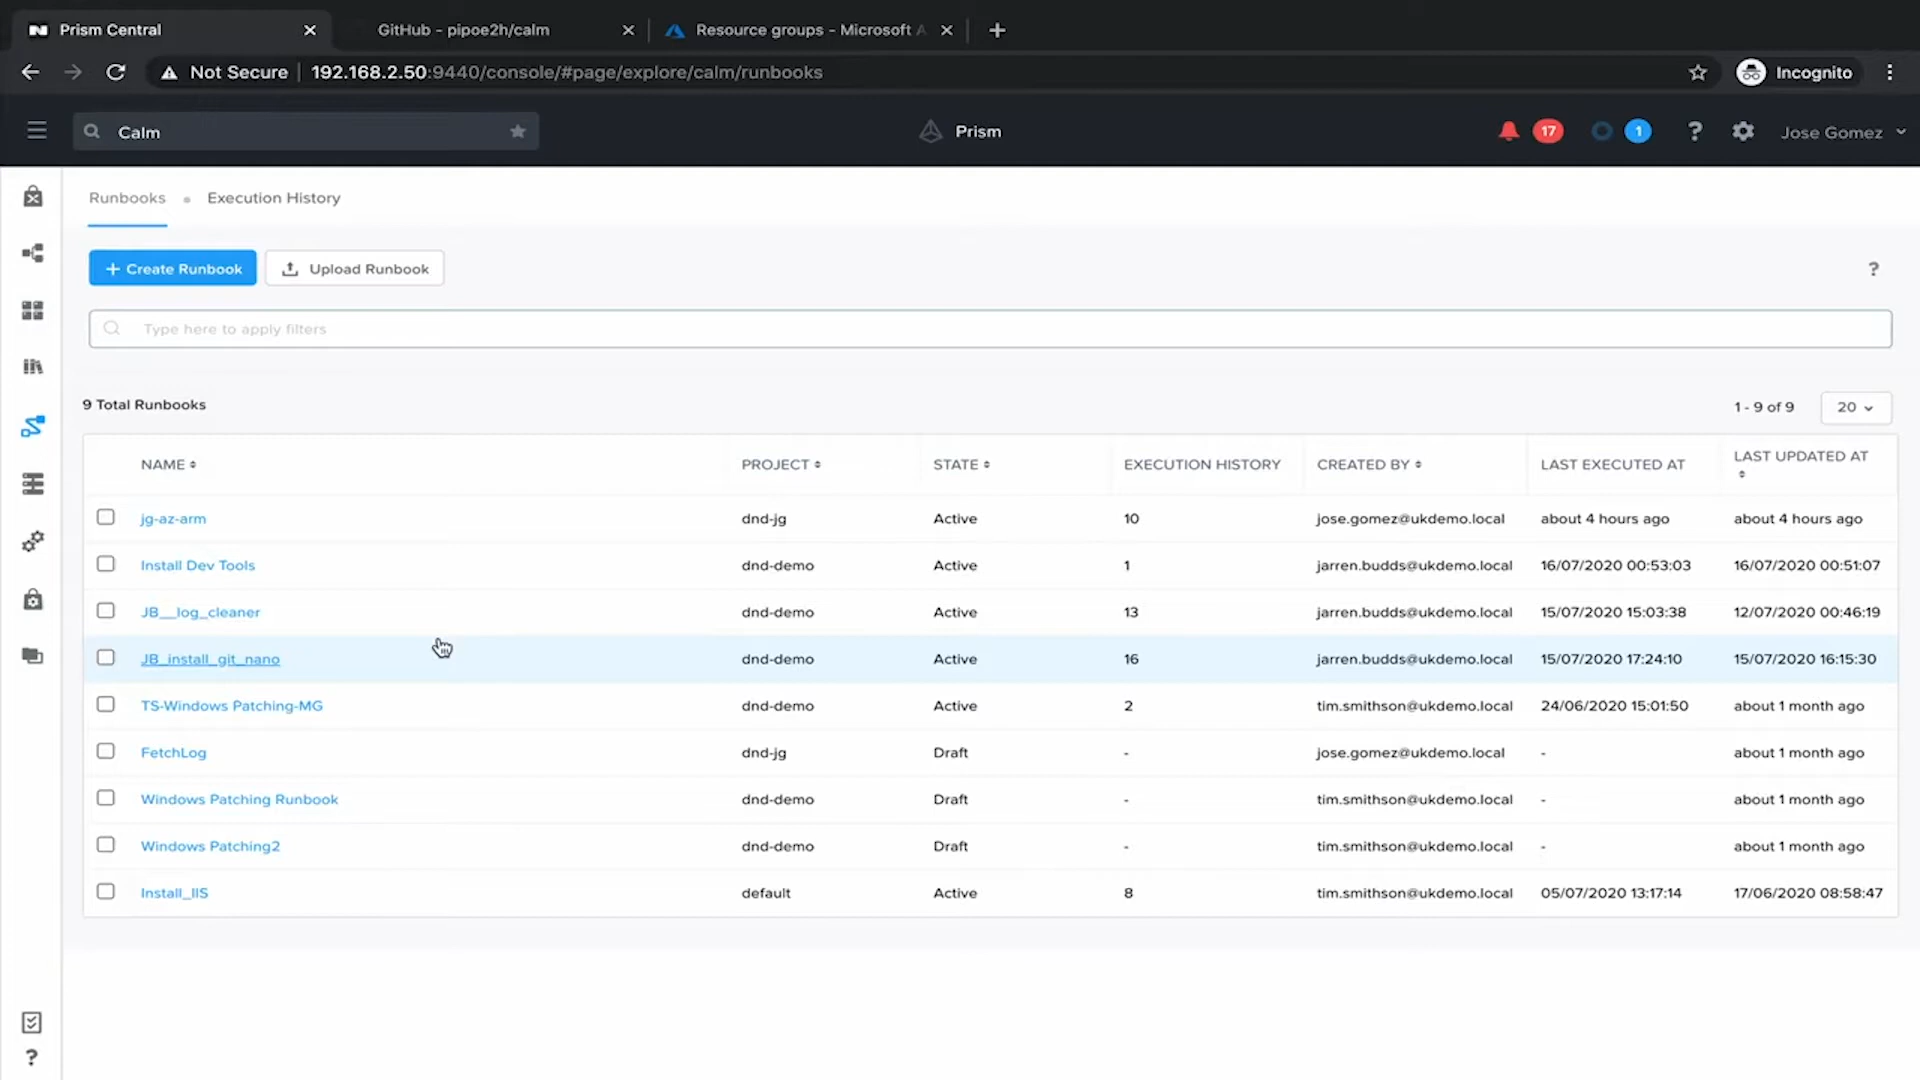 Prism Central
GitHub - pipoe2h/calm
Resource groups - Microsoft A
Not Secure
192.168.2.50:9440/console/#page/explore/calm/runbooks
Incognito
Calm
Prism
17
1
?
Jose Gomez
Runbooks
Execution History
+ Create Runbook
Upload Runbook
?
Type here to apply filters
9 Total Runbooks
1 - 9 of 9
20
NAME PROJECT STATE EXECUTION HISTORY CREATED BY LAST EXECUTED AT LAST UPDATED AT
jg-az-arm dnd-jg Active 10 jose.gomez@ukdemo.local about 4 hours ago about 4 hours ago
Install Dev Tools dnd-demo Active 1 jarren.budds@ukdemo.local 16/07/2020 00:53:03 16/07/2020 00:51:07
JB__log_cleaner dnd-demo Active 13 jarren.budds@ukdemo.local 15/07/2020 15:03:38 12/07/2020 00:46:19
JB_install_git_nano dnd-demo Active 16 jarren.budds@ukdemo.local 15/07/2020 17:24:10 15/07/2020 16:15:30
TS-Windows Patching-MG dnd-demo Active 2 tim.smithson@ukdemo.local 24/06/2020 15:01:50 about 1 month ago
FetchLog dnd-jg Draft - jose.gomez@ukdemo.local - about 1 month ago
Windows Patching Runbook dnd-demo Draft - tim.smithson@ukdemo.local - about 1 month ago
Windows Patching2 dnd-demo Draft - tim.smithson@ukdemo.local - about 1 month ago
Install_IIS default Active 8 tim.smithson@ukdemo.local 05/07/2020 13:17:14 17/06/2020 08:58:47
?